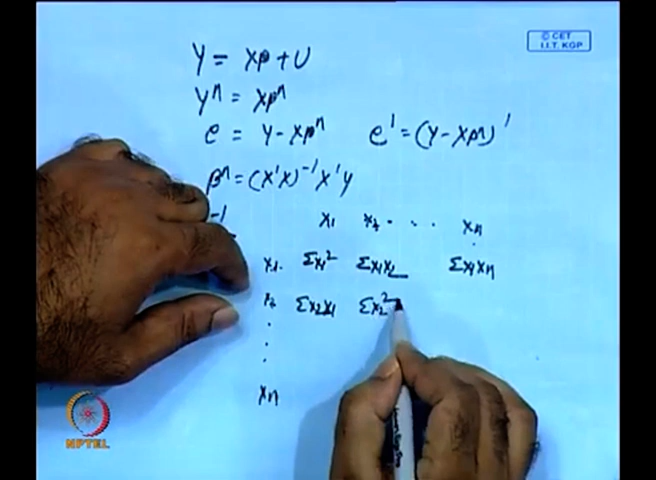 © CET
I.I.T. KGP
Y = Xβ + U
Y^ = Xβ^
e = Y - Xβ^ e' = (Y - Xβ^)'
β^ = (X'X)⁻¹ X'Y
-1
x₁ x₂ . . . . xₙ
x₁. Σx₁² Σx₁x₂ Σx₁xₙ
x₂ Σx₂x₁ Σx₂²
.
.
xₙ
NPTEL